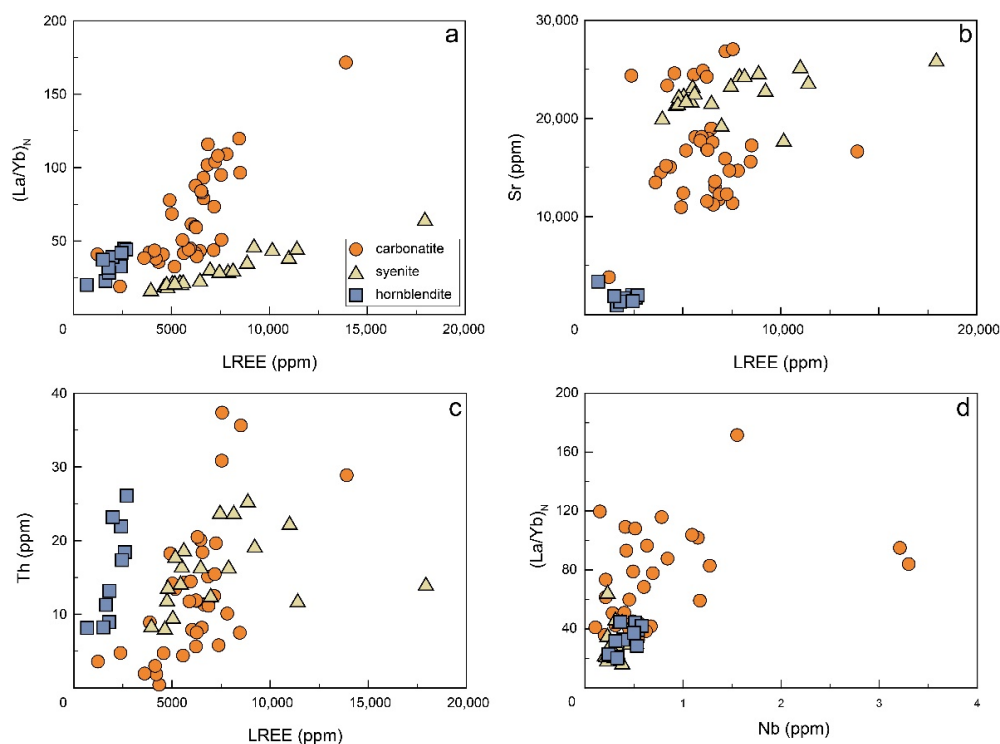 a
200
150
100
50
0
(La/Yb)N
carbonatite
syenite
hornblendite
5000
10,000
15,000
20,000
LREE (ppm)
b
30,000
20,000
10,000
0
Sr (ppm)
10,000
20,000
LREE (ppm)
c
40
30
20
10
0
Th (ppm)
5000
10,000
15,000
20,000
LREE (ppm)
d
200
160
120
80
40
0
(La/Yb)N
1
2
3
4
Nb (ppm)